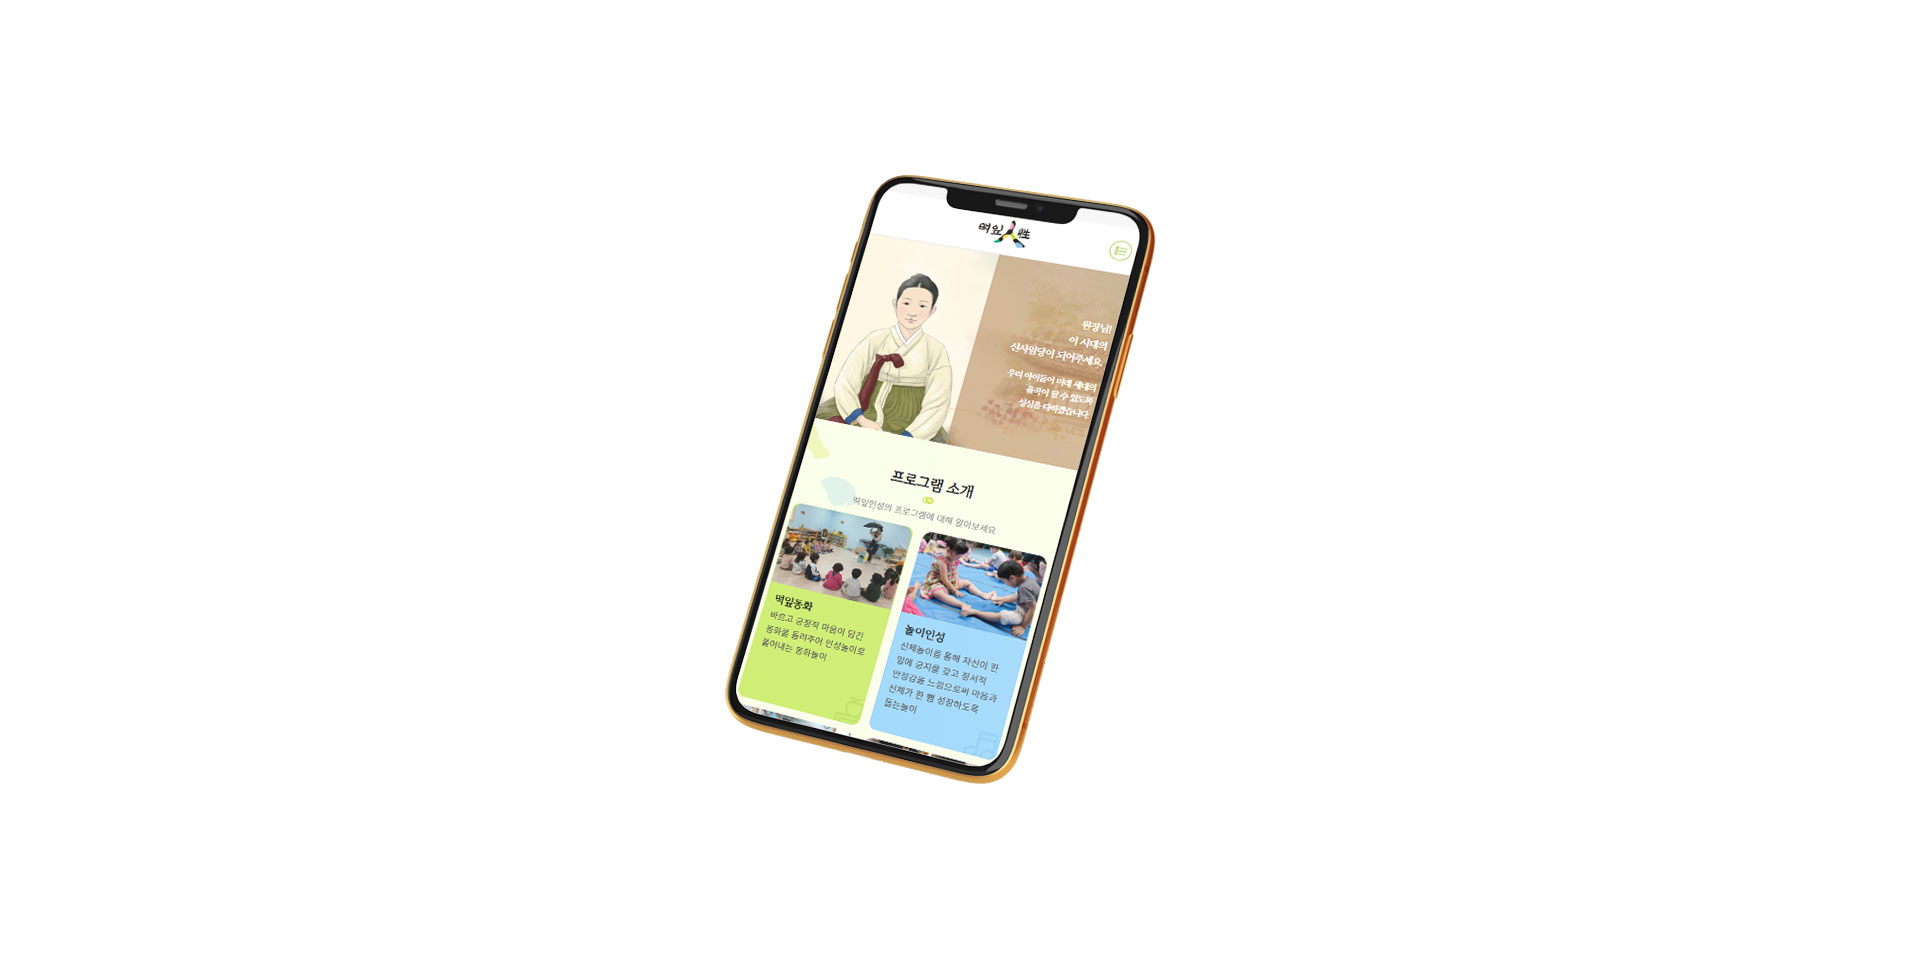 떡잎人性
원장님!
이 시대의
신사임당이 되어주세요.
우리 아이들이 미래 세대의
율곡이 될 수 있도록
성심을 다하겠습니다.
프로그램 소개
떡잎인성의 프로그램에 대해 알아보세요
떡잎동화
바르고 긍정적 마음이 담긴
동화를 들려주어 인성놀이로
풀어내는 동화놀이
놀이인성
신체놀이를 통해 자신이 한
일에 긍지를 갖고 정서적
안정감을 느낌으로써 마음과
신체가 한 뼘 성장하도록
돕는놀이